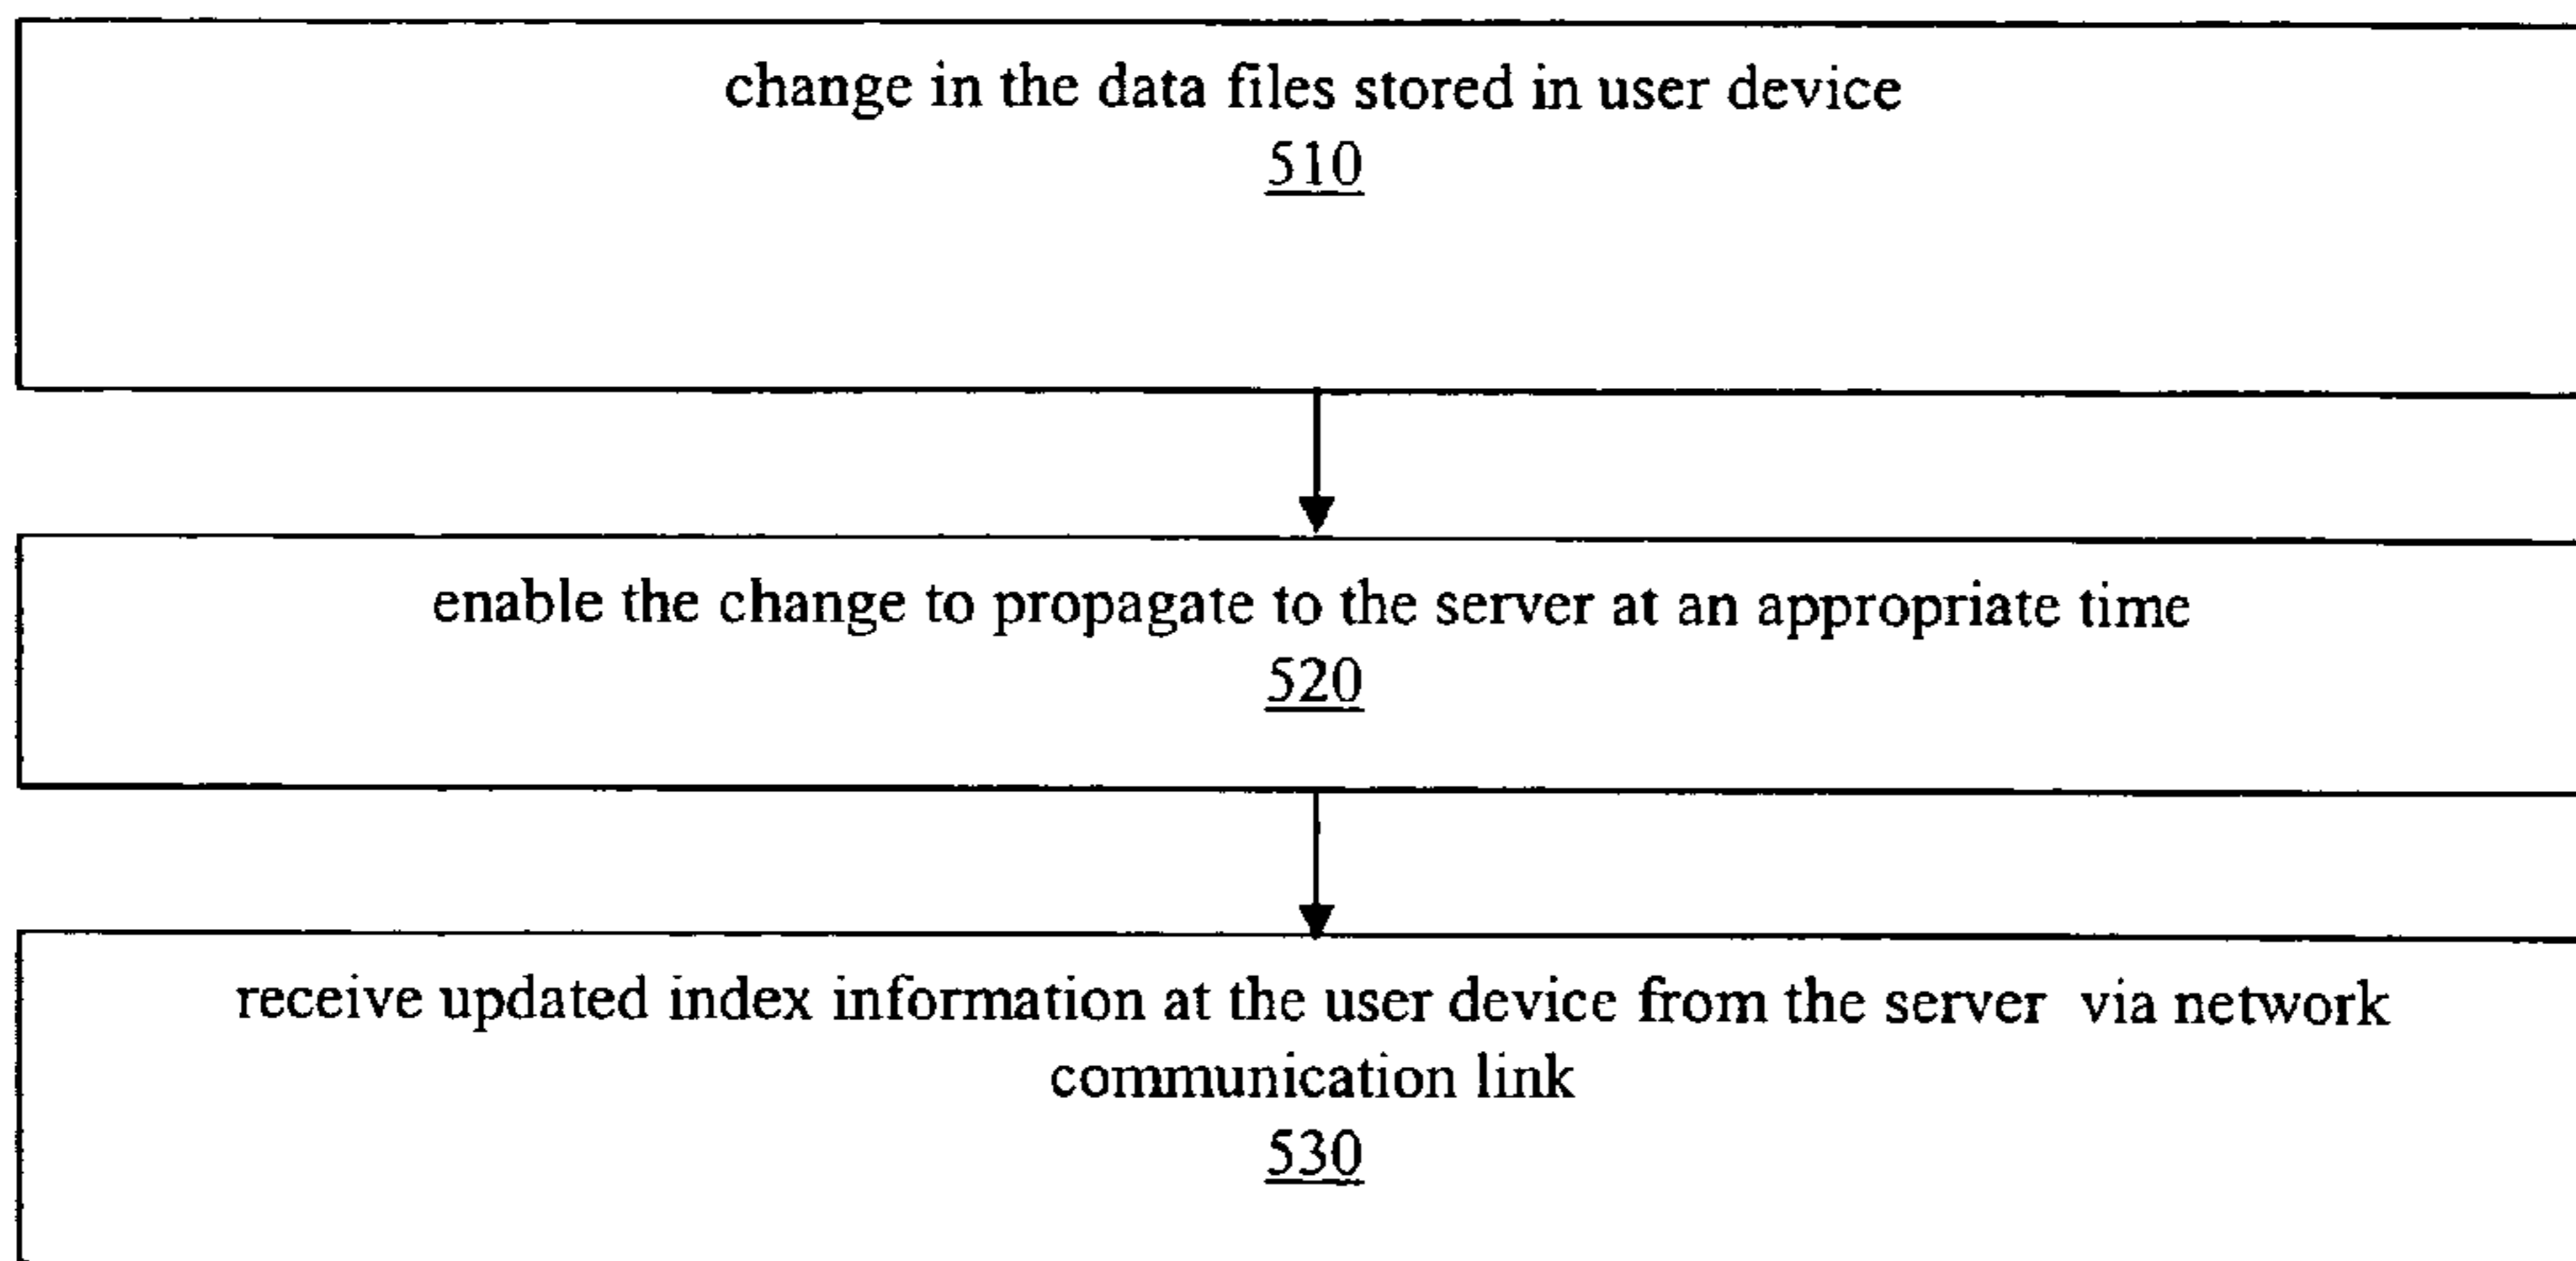 change in the data files stored in user device
510
enable the change to propagate to the server at an appropriate time
520
receive updated index information at the user device from the server via network
communication link
530